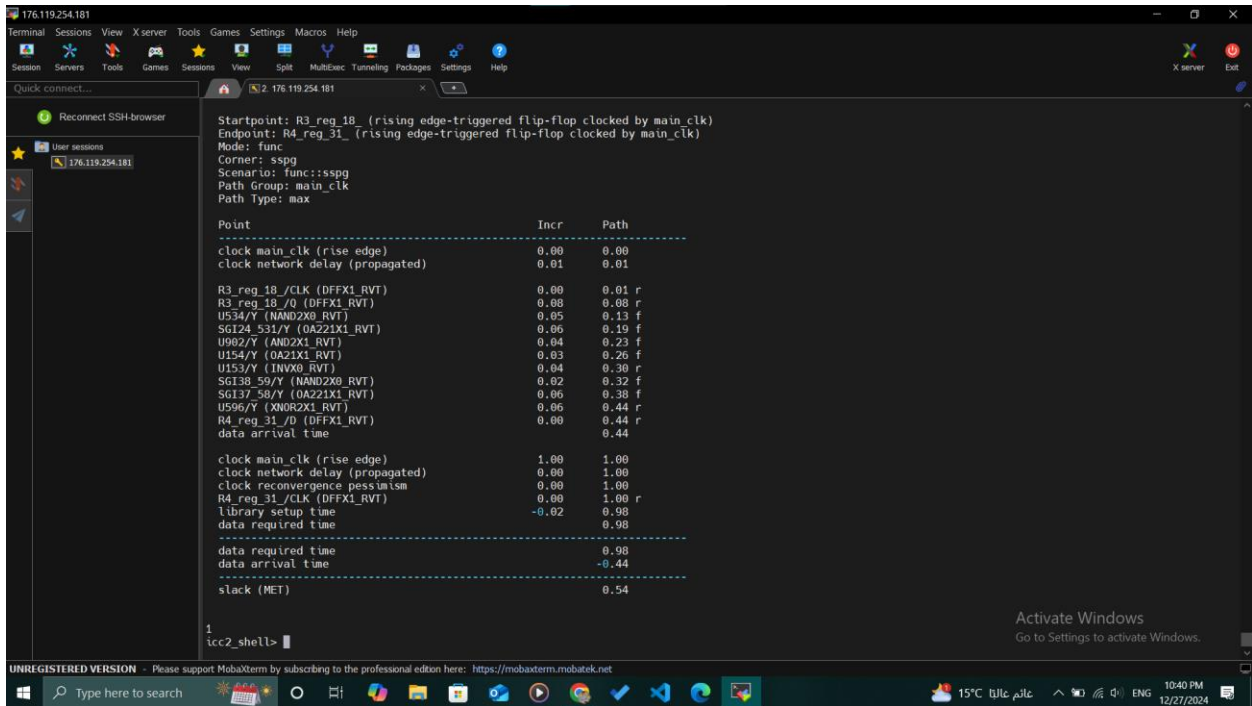 176.119.254.181
Terminal Sessions View X server Tools Games Settings Macros Help
Session Servers Tools Games Sessions View Split MultiExec Tunneling Packages Settings Help X server Exit
Quick connect... 2. 176.119.254.181
Reconnect SSH-browser
User sessions
176.119.254.181
Startpoint: R3_reg_18_ (rising edge-triggered flip-flop clocked by main_clk)
Endpoint: R4_reg_31_ (rising edge-triggered flip-flop clocked by main_clk)
Mode: func
Corner: sspg
Scenario: func::sspg
Path Group: main_clk
Path Type: max
Point Incr Path
clock main_clk (rise edge) 0.00 0.00
clock network delay (propagated) 0.01 0.01
R3_reg_18_/CLK (DFFX1_RVT) 0.00 0.01 r
R3_reg_18_/Q (DFFX1_RVT) 0.08 0.08 r
U534/Y (NAND2X0_RVT) 0.05 0.13 f
SGI24_531/Y (OA221X1_RVT) 0.06 0.19 f
U902/Y (AND2X1_RVT) 0.04 0.23 f
U154/Y (OA21X1_RVT) 0.03 0.26 f
U153/Y (INVX0_RVT) 0.04 0.30 r
SGI38_59/Y (NAND2X0_RVT) 0.02 0.32 f
SGI37_58/Y (OA221X1_RVT) 0.06 0.38 f
U596/Y (XNOR2X1_RVT) 0.06 0.44 r
R4_reg_31_/D (DFFX1_RVT) 0.00 0.44 r
data arrival time 0.44
clock main_clk (rise edge) 1.00 1.00
clock network delay (propagated) 0.00 1.00
clock reconvergence pessimism 0.00 1.00
R4_reg_31_/CLK (DFFX1_RVT) 0.00 1.00 r
library setup time -0.02 0.98
data required time 0.98
data required time 0.98
data arrival time -0.44
slack (MET) 0.54
1
icc2_shell>
Activate Windows
Go to Settings to activate Windows.
UNREGISTERED VERSION - Please support MobaXterm by subscribing to the professional edition here: https://mobaxterm.mobatek.net
Type here to search 15°C غائم غالبًا ENG 10:40 PM
12/27/2024